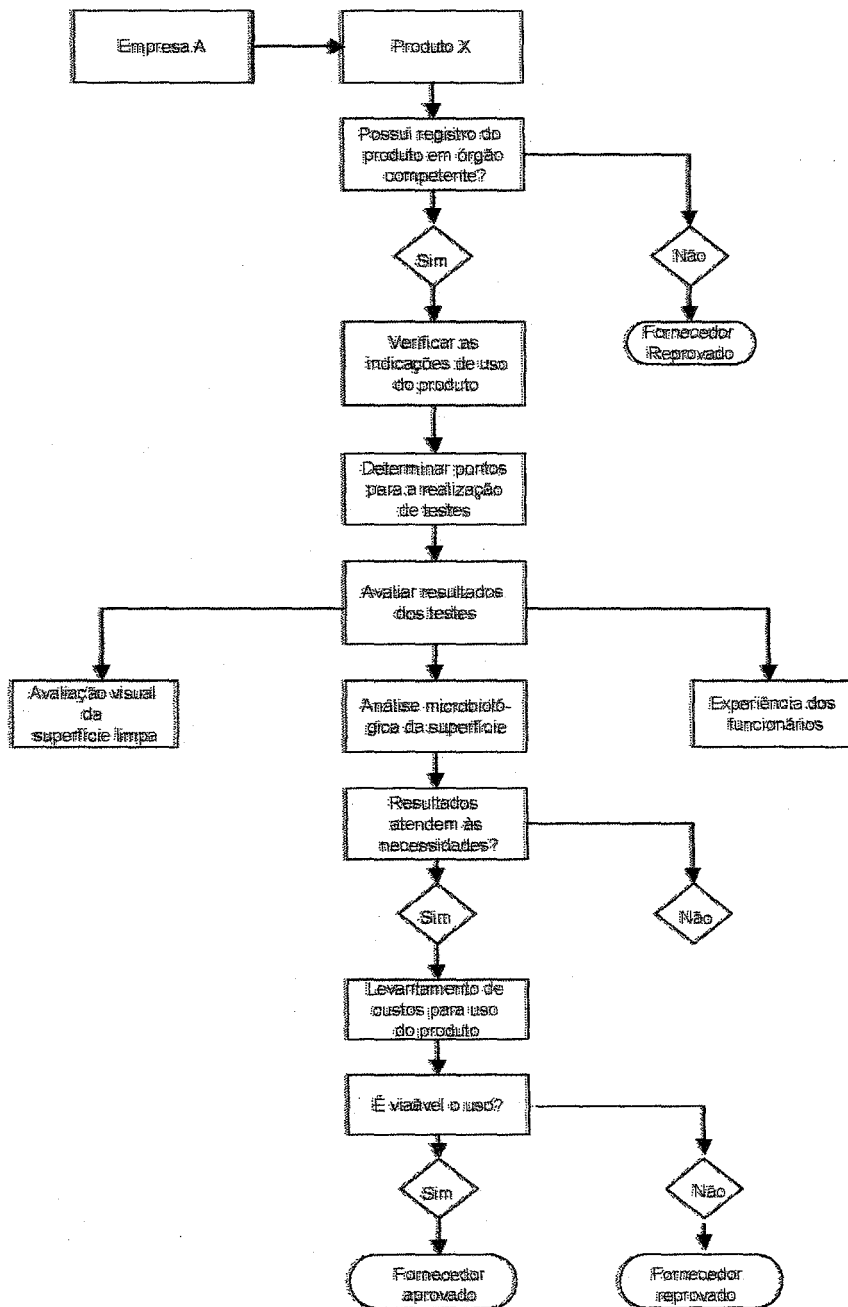 Empresa A
Produto X
Possui registro do
produto em órgão
competente?
Sim
Não
Fornecedor
Reprovado
Verificar as
indicações de uso
do produto
Determinar pontos
para a realização
de testes
Avaliar resultados
dos testes
Avaliação visual
da
superfície limpa
Análise microbioló-
gica da superfície
Experiência dos
funcionários
Resultados
atendem às
necessidades?
Sim
Não
Levantamento de
custos para uso
do produto
É viável o uso?
Sim
Não
Fornecedor
aprovado
Fornecedor
reprovado